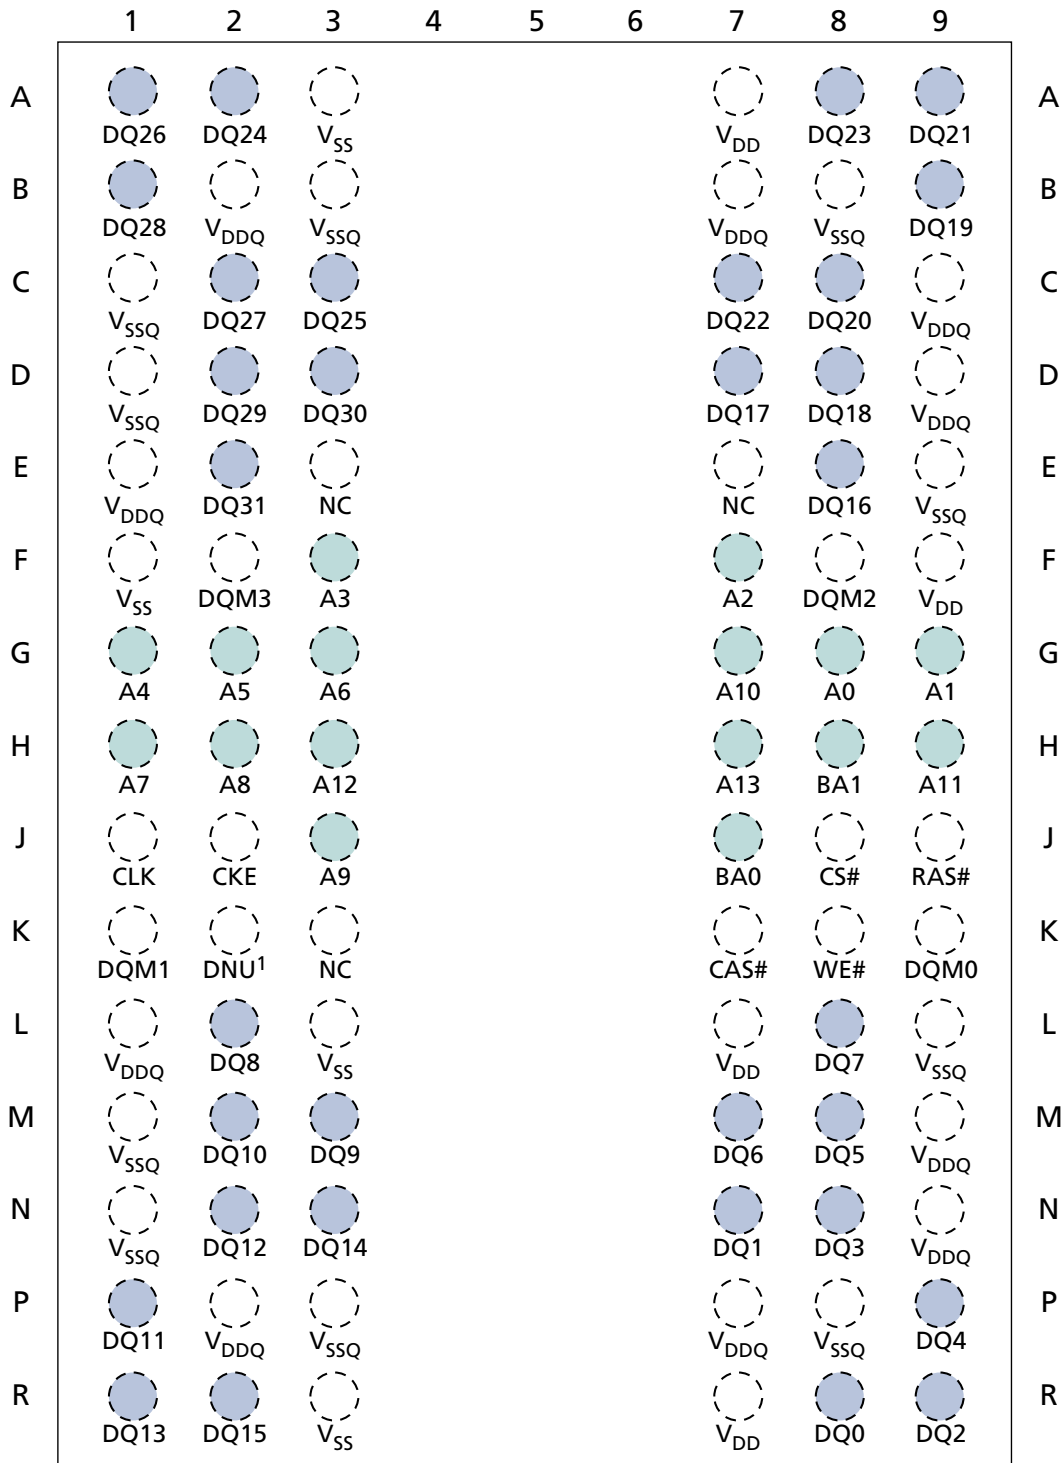 1 2 3 4 5 6 7 8 9
A A
DQ26 DQ24 VSS VDD DQ23 DQ21
B B
DQ28 VDDQ VSSQ VDDQ VSSQ DQ19
C C
VSSQ DQ27 DQ25 DQ22 DQ20 VDDQ
D D
VSSQ DQ29 DQ30 DQ17 DQ18 VDDQ
E E
VDDQ DQ31 NC NC DQ16 VSSQ
F F
VSS DQM3 A3 A2 DQM2 VDD
G G
A4 A5 A6 A10 A0 A1
H H
A7 A8 A12 A13 BA1 A11
J J
CLK CKE A9 BA0 CS# RAS#
K K
DQM1 DNU¹ NC CAS# WE# DQM0
L L
VDDQ DQ8 VSS VDD DQ7 VSSQ
M M
VSSQ DQ10 DQ9 DQ6 DQ5 VDDQ
N N
VSSQ DQ12 DQ14 DQ1 DQ3 VDDQ
P P
DQ11 VDDQ VSSQ VDDQ VSSQ DQ4
R R
DQ13 DQ15 VSS VDD DQ0 DQ2